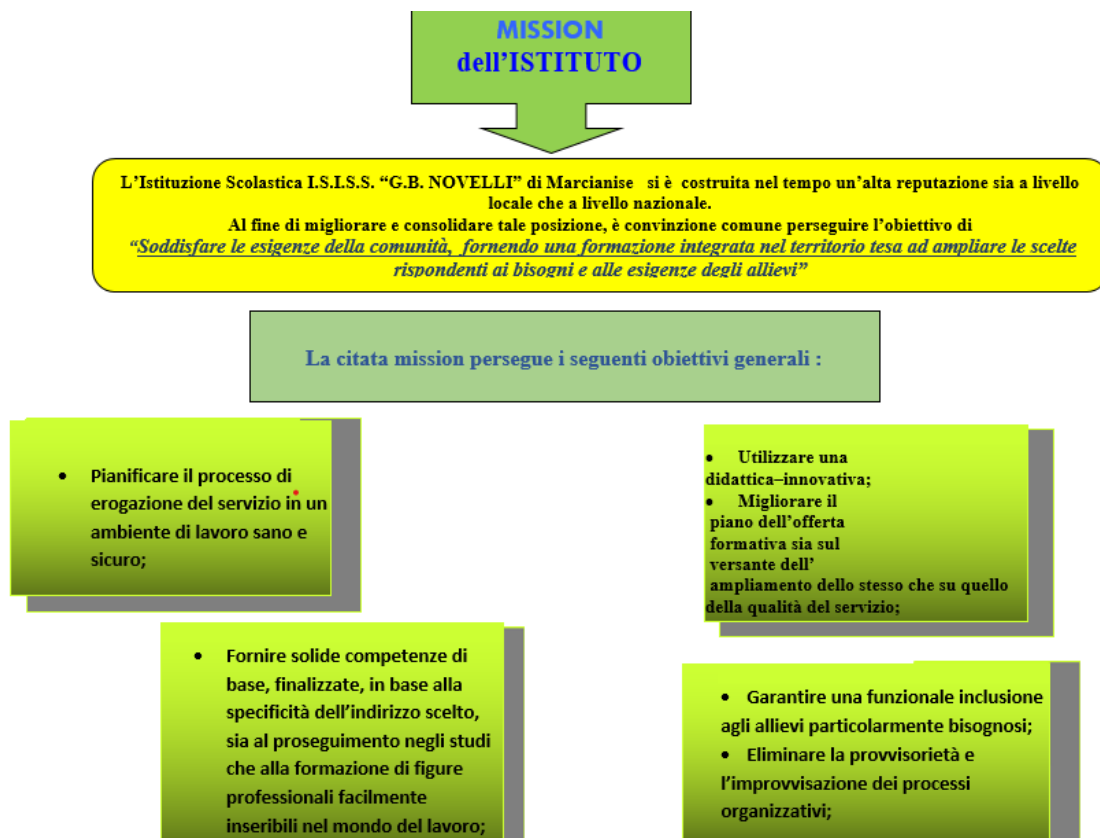 MISSION
dell'ISTITUTO
L'Istituzione Scolastica I.S.I.S.S. "G.B. NOVELLI" di Marcianise si è costruita nel tempo un'alta reputazione sia a livello
locale che a livello nazionale.
Al fine di migliorare e consolidare tale posizione, è convinzione comune perseguire l'obiettivo di
"Soddisfare le esigenze della comunità, fornendo una formazione integrata nel territorio tesa ad ampliare le scelte
rispondenti ai bisogni e alle esigenze degli allievi"
La citata mission persegue i seguenti obiettivi generali :
• Pianificare il processo di
erogazione del servizio in un
ambiente di lavoro sano e
sicuro;
• Utilizzare una
didattica–innovativa;
• Migliorare il
piano dell'offerta
formativa sia sul
versante dell'
ampliamento dello stesso che su quello
della qualità del servizio;
• Fornire solide competenze di
base, finalizzate, in base alla
specificità dell'indirizzo scelto,
sia al proseguimento negli studi
che alla formazione di figure
professionali facilmente
inseribili nel mondo del lavoro;
• Garantire una funzionale inclusione
agli allievi particolarmente bisognosi;
• Eliminare la provvisorietà e
l'improvvisazione dei processi
organizzativi;